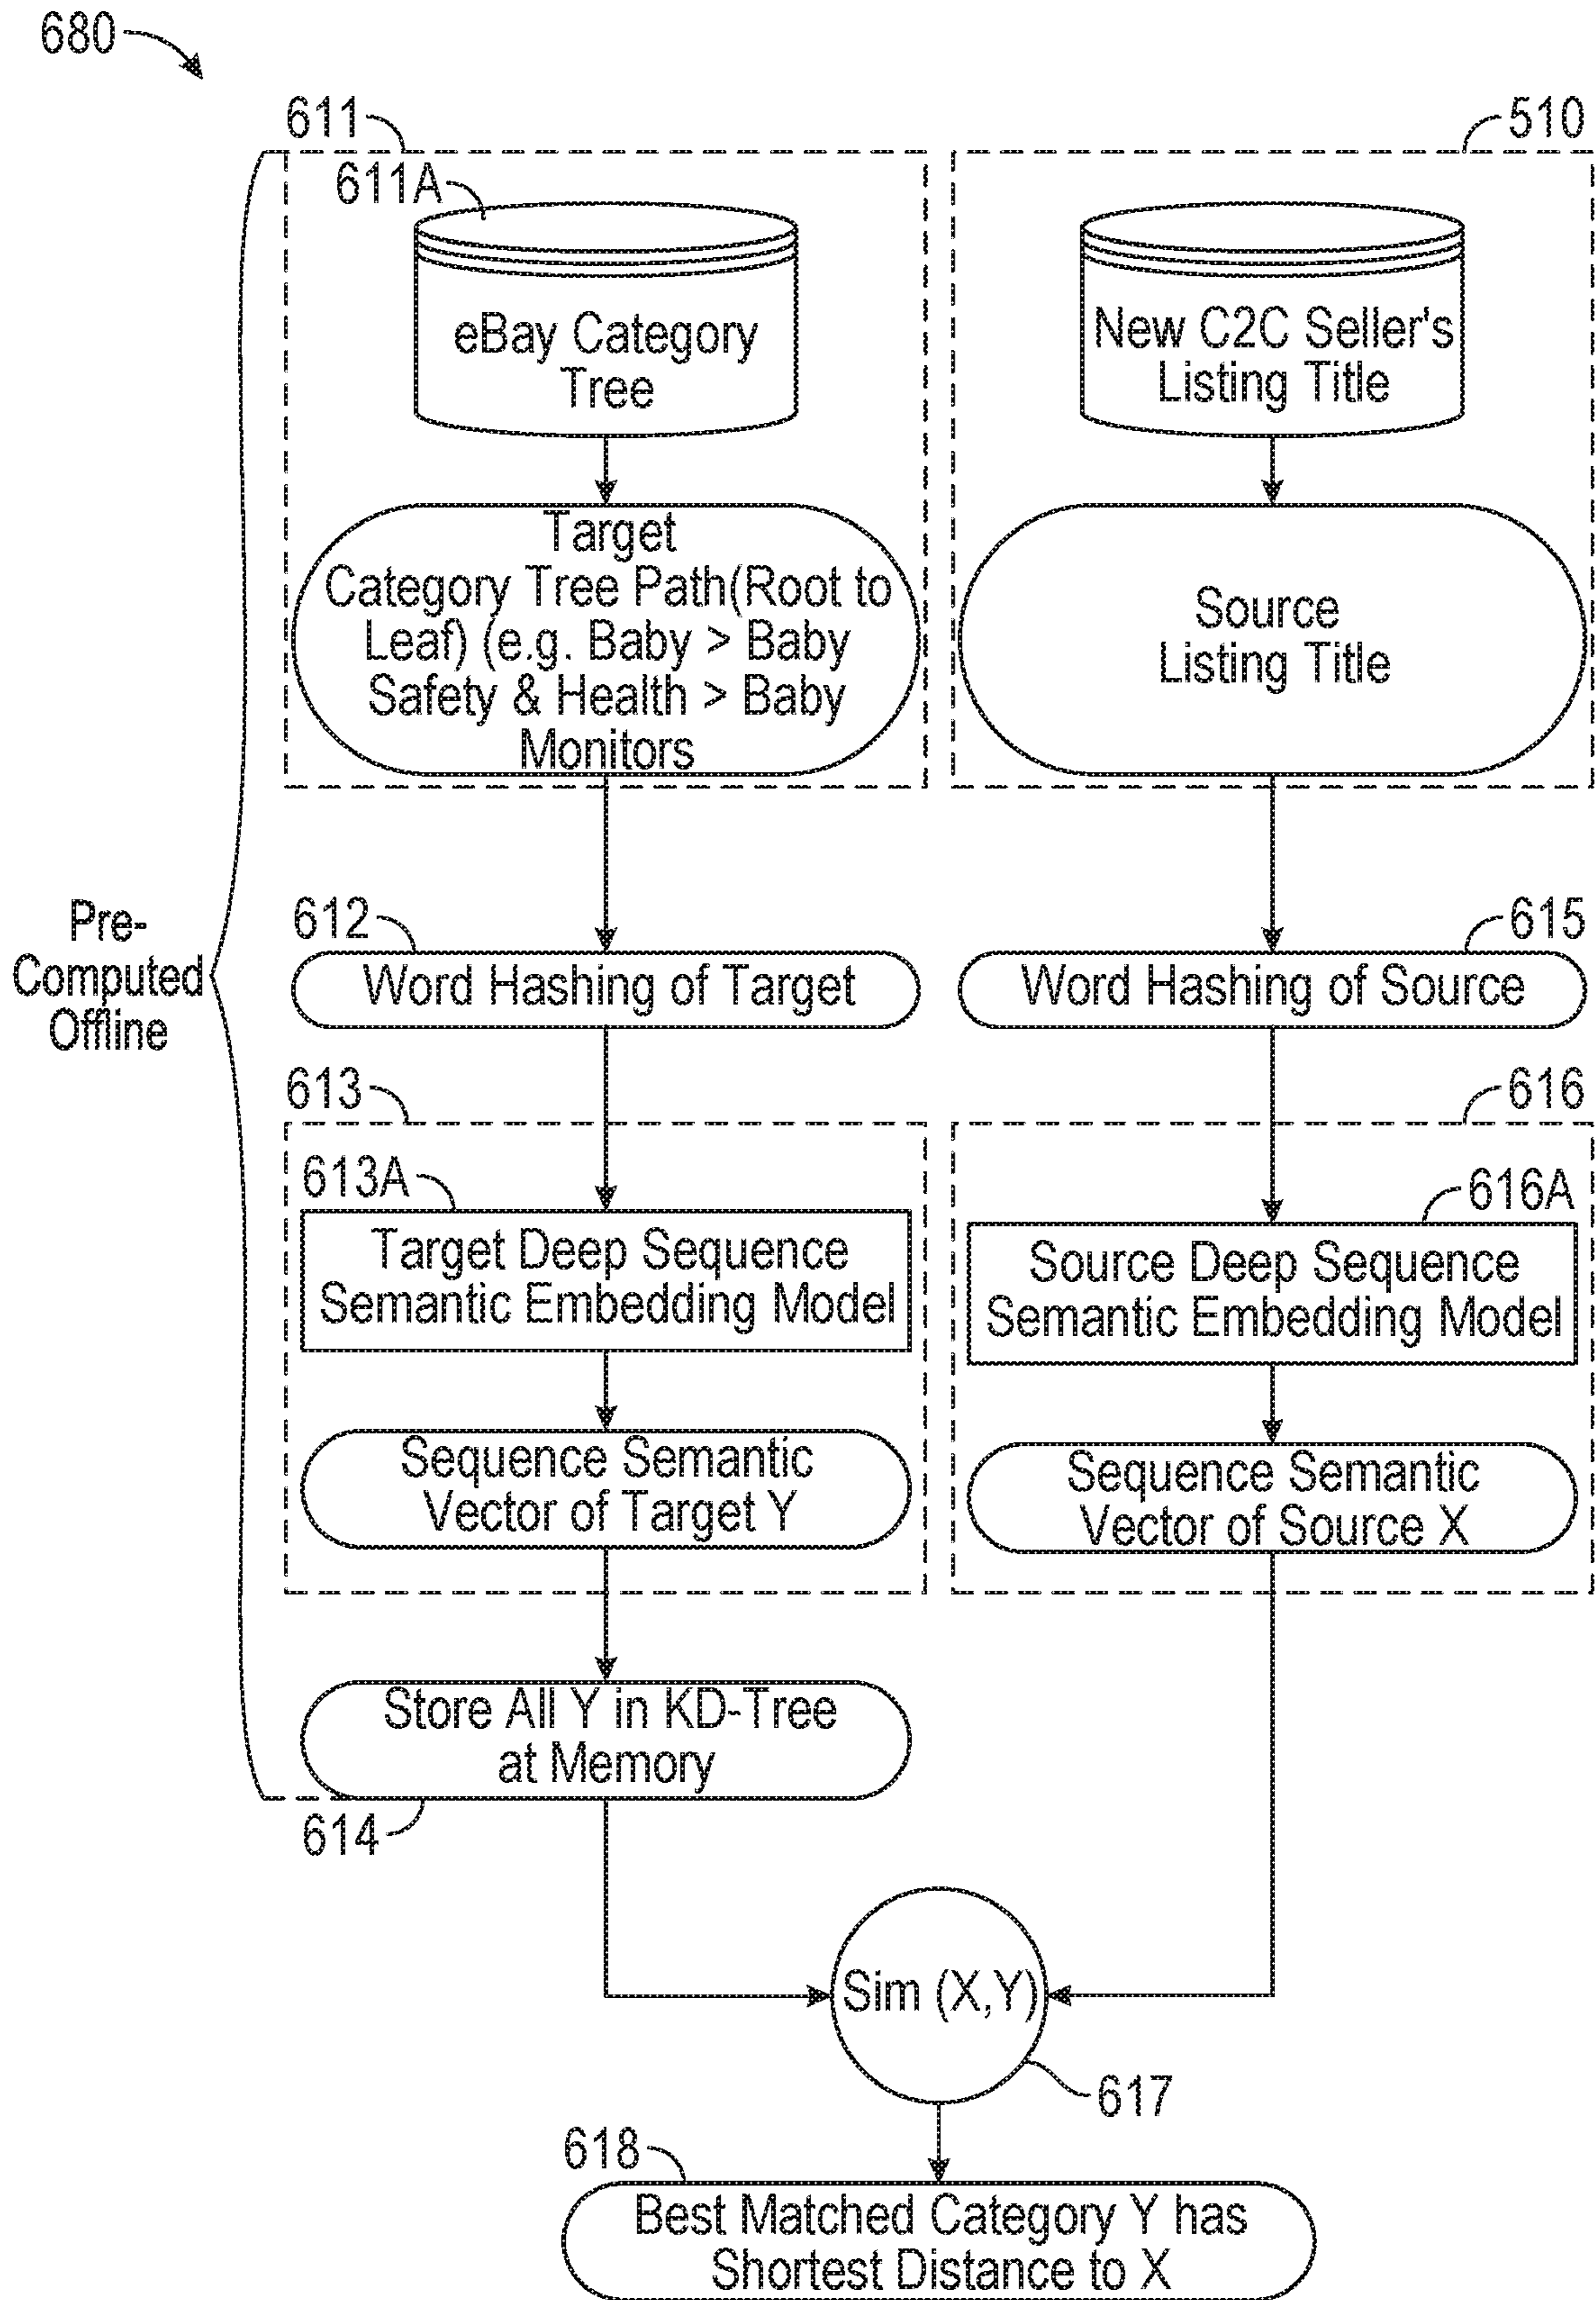 680
611
510
611A
eBay Category
Tree
New C2C Seller's
Listing Title
Target
Category Tree Path(Root to
Leaf) (e.g. Baby > Baby
Safety & Health > Baby
Monitors
Source
Listing Title
Pre-
Computed
Offline
612
615
Word Hashing of Target
Word Hashing of Source
613
616
613A
616A
Target Deep Sequence
Semantic Embedding Model
Source Deep Sequence
Semantic Embedding Model
Sequence Semantic
Vector of Target Y
Sequence Semantic
Vector of Source X
Store All Y in KD-Tree
at Memory
614
Sim (X,Y)
617
618
Best Matched Category Y has
Shortest Distance to X